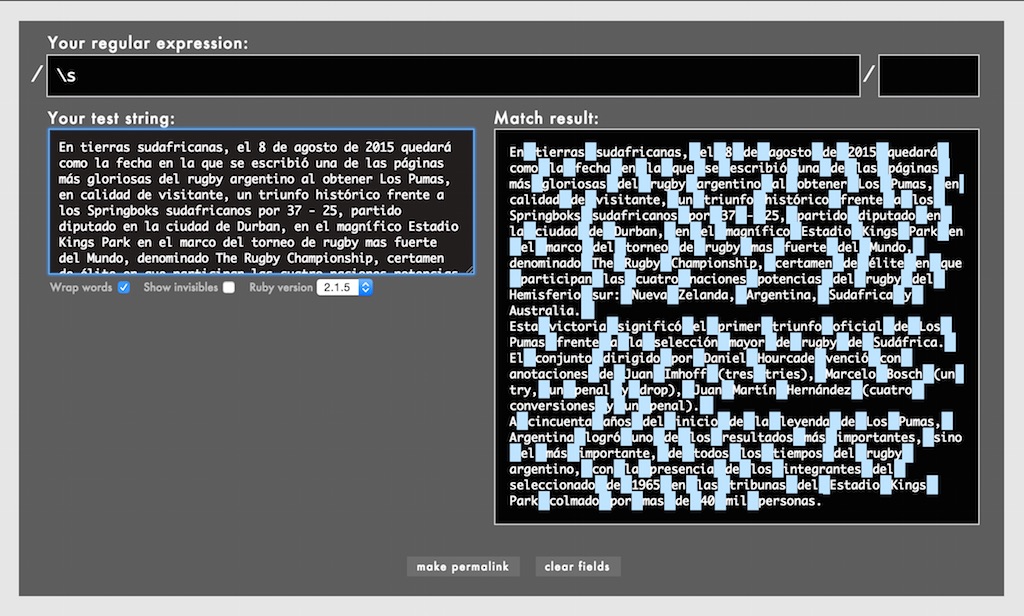 Your regular expression:
/ \s /
Your test string:
En tierras sudafricanas, el 8 de agosto de 2015 quedará
como la fecha en la que se escribió una de las páginas
más gloriosas del rugby argentino al obtener Los Pumas,
en calidad de visitante, un triunfo histórico frente a
los Springboks sudafricanos por 37 - 25, partido
diputado en la ciudad de Durban, en el magnífico Estadio
Kings Park en el marco del torneo de rugby mas fuerte
del Mundo, denominado The Rugby Championship, certamen
de élite en que participan las cuatro naciones potencias
Wrap words Show invisibles Ruby version 2.1.5
Match result:
En tierras sudafricanas, el 8 de agosto de 2015 quedará
como la fecha en la que se escribió una de las páginas
más gloriosas del rugby argentino al obtener Los Pumas, en
calidad de visitante, un triunfo histórico frente a los
Springboks sudafricanos por 37 - 25, partido diputado en
la ciudad de Durban, en el magnífico Estadio Kings Park en
el marco del torneo de rugby mas fuerte del Mundo,
denominado The Rugby Championship, certamen de élite en que
participan las cuatro naciones potencias del rugby del
Hemisferio sur: Nueva Zelanda, Argentina, Sudafrica y
Australia.
Esta victoria significó el primer triunfo oficial de Los
Pumas frente a la selección mayor de rugby de Sudáfrica.
El conjunto dirigido por Daniel Hourcade venció con
anotaciones de Juan Imhoff (tres tries), Marcelo Bosch (un
try, un penal y drop), Juan Martín Hernández (cuatro
conversiones y un penal).
A cincuenta años del inicio de la leyenda de Los Pumas,
Argentina logró uno de los resultados más importantes, sino
el más importante, de todos los tiempos del rugby
argentino, con la presencia de los integrantes del
seleccionado de 1965 en las tribunas del Estadio Kings
Park colmado por mas de 40 mil personas.
make permalink clear fields